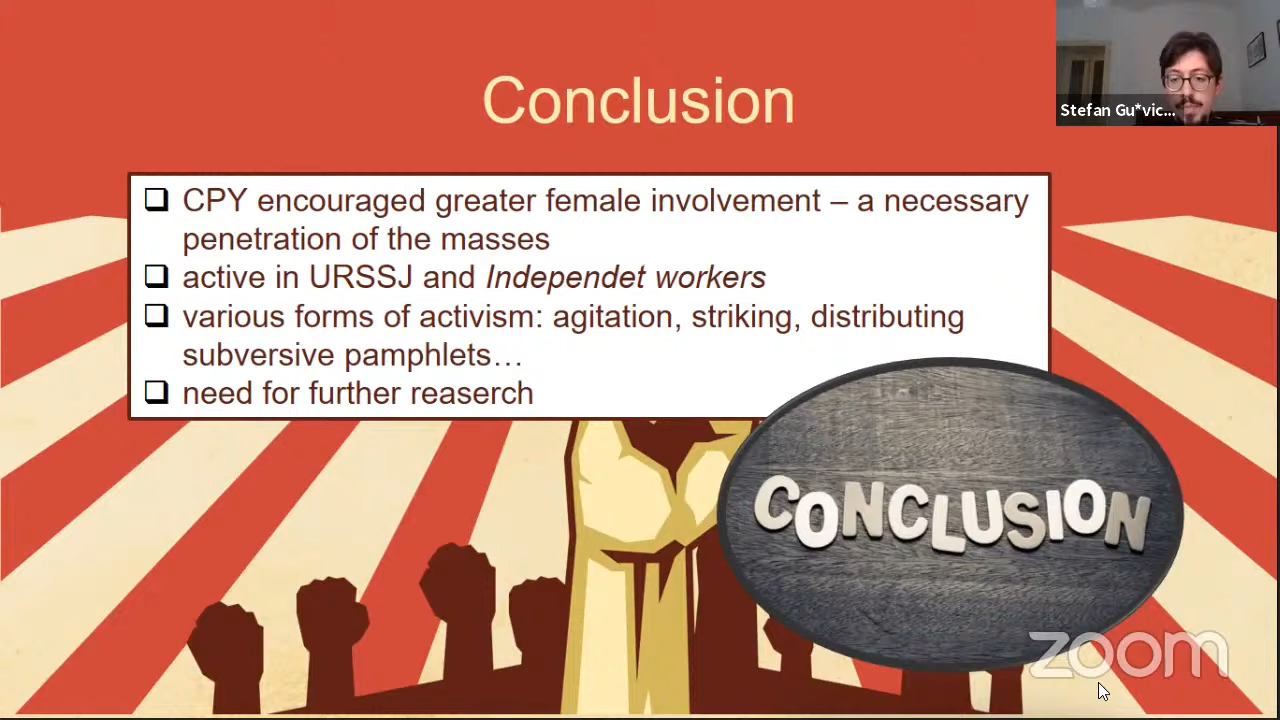 Conclusion
Stefan Gu*vic...
CPY encouraged greater female involvement – a necessary
penetration of the masses
active in URSSJ and Independet workers
various forms of activism: agitation, striking, distributing
subversive pamphlets…
need for further reaserch
CONCLUSION
zoom